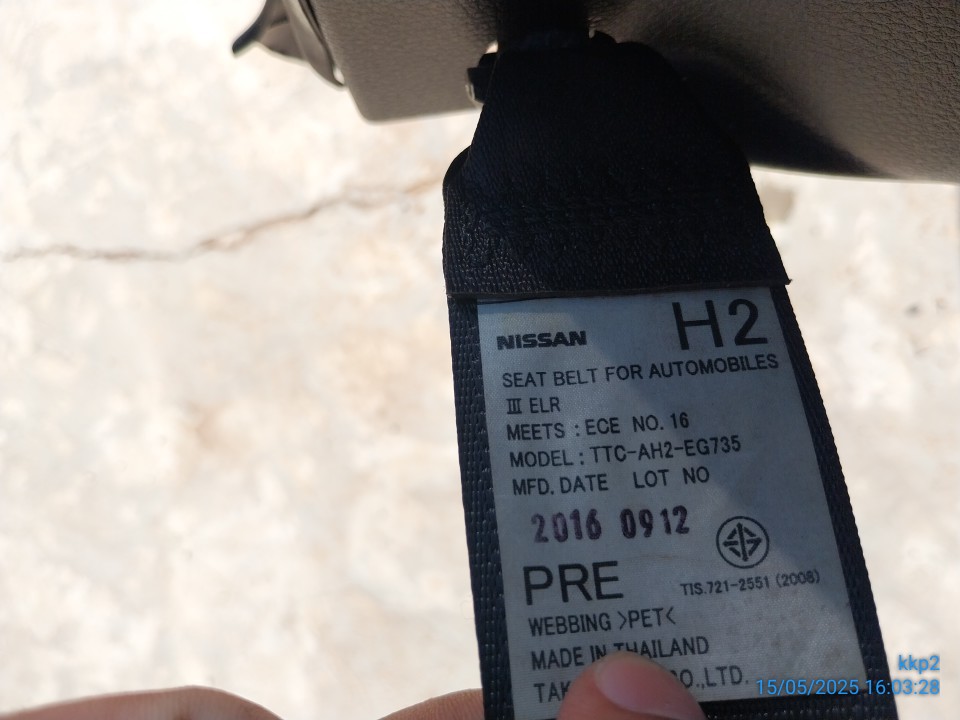 NISSAN H2
SEAT BELT FOR AUTOMOBILES
Ⅲ ELR
MEETS : ECE NO. 16
MODEL : TTC-AH2-EG735
MFD. DATE LOT NO
2016 0912
PRE
TIS.721-2551 (2008)
WEBBING >PET<
MADE IN THAILAND
CO.,LTD.
kkp2
15/05/2025 16:03:28